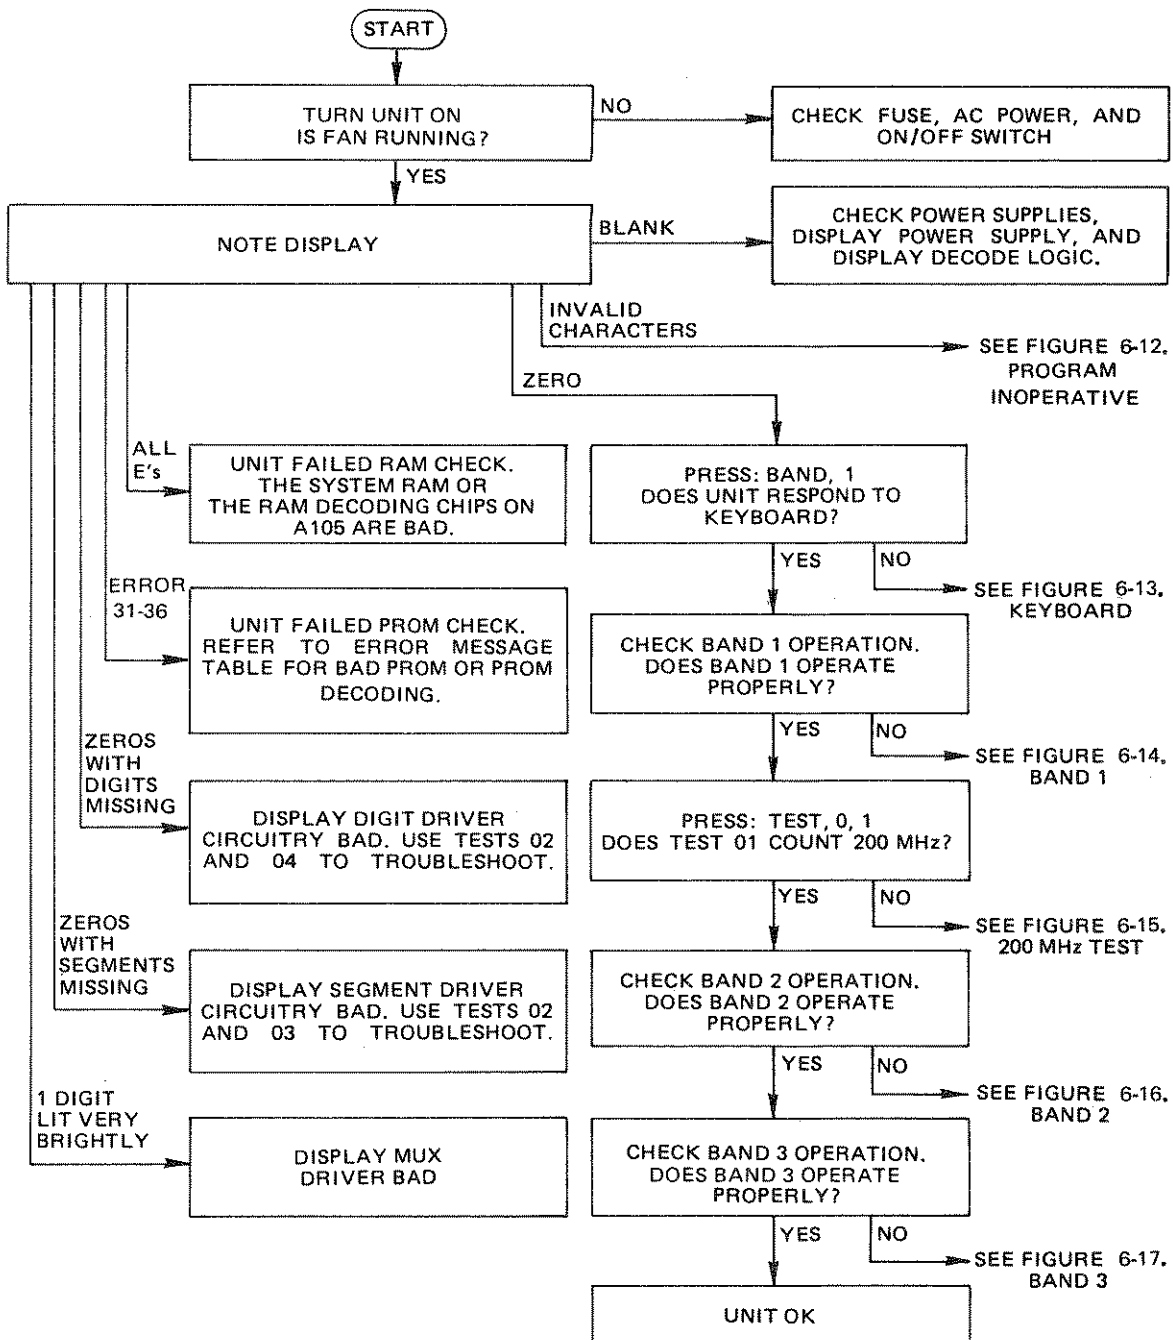 START
TURN UNIT ON
IS FAN RUNNING?
NO
CHECK FUSE, AC POWER, AND
ON/OFF SWITCH
YES
NOTE DISPLAY
BLANK
CHECK POWER SUPPLIES,
DISPLAY POWER SUPPLY, AND
DISPLAY DECODE LOGIC.
INVALID
CHARACTERS
SEE FIGURE 6-12.
PROGRAM
INOPERATIVE
ZERO
ALL
E's
UNIT FAILED RAM CHECK.
THE SYSTEM RAM OR
THE RAM DECODING CHIPS ON
A105 ARE BAD.
PRESS: BAND, 1
DOES UNIT RESPOND TO
KEYBOARD?
YES
NO
SEE FIGURE 6-13.
KEYBOARD
ERROR
31-36
UNIT FAILED PROM CHECK.
REFER TO ERROR MESSAGE
TABLE FOR BAD PROM OR PROM
DECODING.
CHECK BAND 1 OPERATION.
DOES BAND 1 OPERATE
PROPERLY?
YES
NO
SEE FIGURE 6-14.
BAND 1
ZEROS
WITH
DIGITS
MISSING
DISPLAY DIGIT DRIVER
CIRCUITRY BAD. USE TESTS 02
AND 04 TO TROUBLESHOOT.
PRESS: TEST, 0, 1
DOES TEST 01 COUNT 200 MHz?
YES
NO
SEE FIGURE 6-15.
200 MHz TEST
ZEROS
WITH
SEGMENTS
MISSING
DISPLAY SEGMENT DRIVER
CIRCUITRY BAD. USE TESTS 02
AND 03 TO TROUBLESHOOT.
CHECK BAND 2 OPERATION.
DOES BAND 2 OPERATE
PROPERLY?
YES
NO
SEE FIGURE 6-16.
BAND 2
1 DIGIT
LIT VERY
BRIGHTLY
DISPLAY MUX
DRIVER BAD
CHECK BAND 3 OPERATION.
DOES BAND 3 OPERATE
PROPERLY?
YES
NO
SEE FIGURE 6-17.
BAND 3
UNIT OK